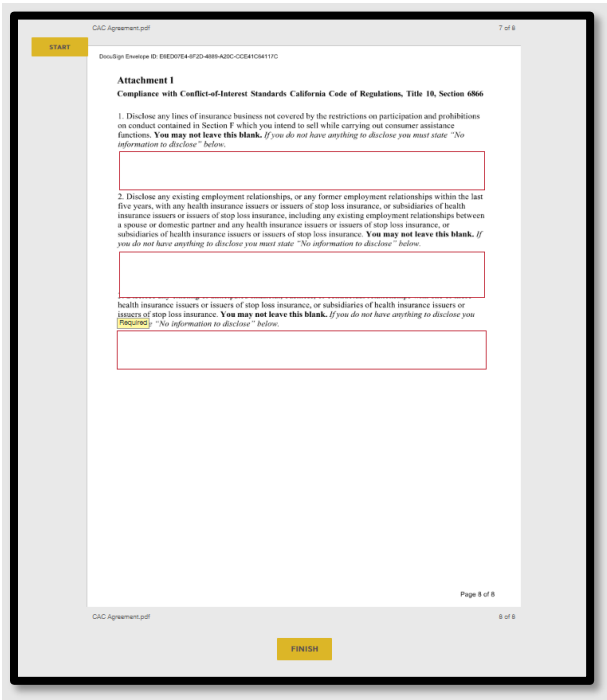 CAC Agreement.pdf 7 of 8
START
DocuSign Envelope ID: E6ED07E4-6F2D-4889-A20C-CCE41C64117C
Attachment I
Compliance with Conflict-of-Interest Standards California Code of Regulations, Title 10, Section 6866
1. Disclose any lines of insurance business not covered by the restrictions on participation and prohibitions
on conduct contained in Section F which you intend to sell while carrying out consumer assistance
functions. You may not leave this blank. If you do not have anything to disclose you must state “No
information to disclose” below.
2. Disclose any existing employment relationships, or any former employment relationships within the last
five years, with any health insurance issuers or issuers of stop loss insurance, or subsidiaries of health
insurance issuers or issuers of stop loss insurance, including any existing employment relationships between
a spouse or domestic partner and any health insurance issuers or issuers of stop loss insurance, or
subsidiaries of health insurance issuers or issuers of stop loss insurance. You may not leave this blank. If
you do not have anything to disclose you must state “No information to disclose” below.
health insurance issuers or issuers of stop loss insurance, or subsidiaries of health insurance issuers or
issuers of stop loss insurance. You may not leave this blank. If you do not have anything to disclose you
Required “No information to disclose” below.
Page 8 of 8
CAC Agreement.pdf 8 of 8
FINISH